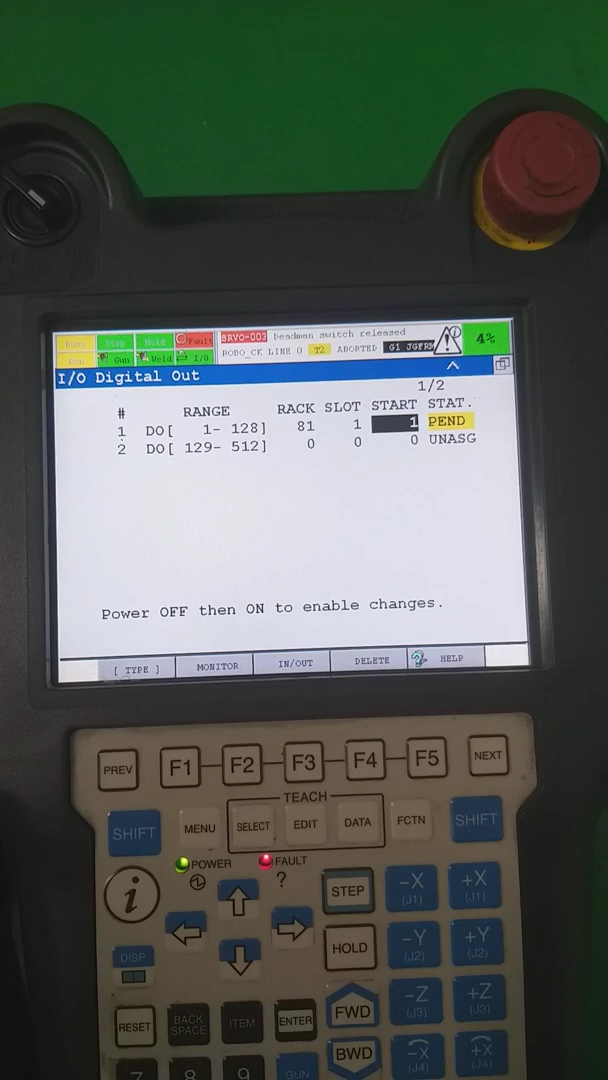 Busy Step Hold Fault SRVO-003 Deadman switch released
Run Gun Weld I/O ROBO_CK LINE 0 T2 ABORTED G1 JGFRM 4%
I/O Digital Out
1/2
# RANGE RACK SLOT START STAT.
1 DO[ 1- 128] 81 1 1 PEND
2 DO[ 129- 512] 0 0 0 UNASG
Power OFF then ON to enable changes.
[ TYPE ] MONITOR IN/OUT DELETE HELP
PREV F1 F2 F3 F4 F5 NEXT
TEACH
SHIFT MENU SELECT EDIT DATA FCTN SHIFT
POWER FAULT
i ? STEP -X (J1) +X (J1)
DISP HOLD -Y (J2) +Y (J2)
RESET BACK SPACE ITEM ENTER FWD -Z (J3) +Z (J3)
7 8 9 GUN BWD -X (J4) +X (J4)